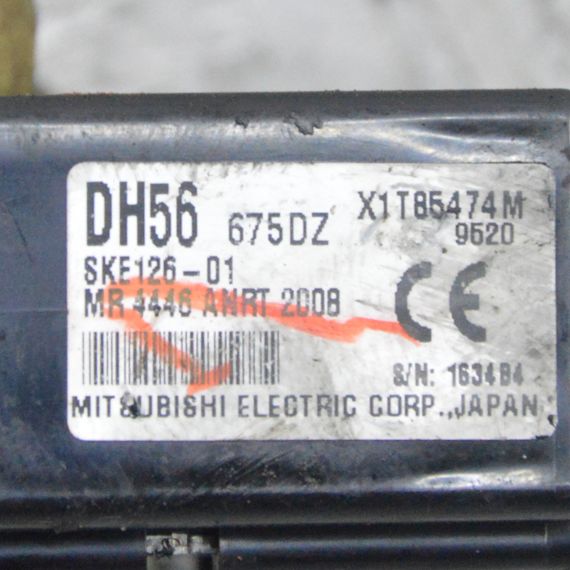 DH56 675DZ X1T85474M
9520
SKE126-01
MR 4446 ANRT 2008
CE
S/N: 163484
MITSUBISHI ELECTRIC CORP.,JAPAN